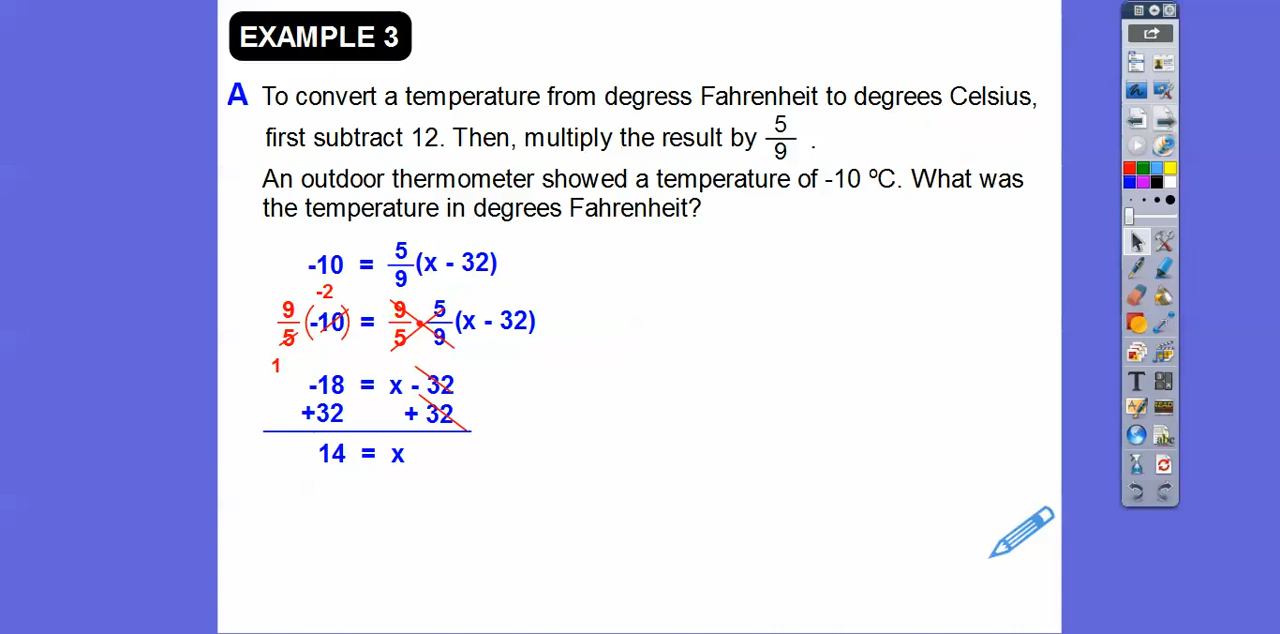 EXAMPLE 3
A To convert a temperature from degress Fahrenheit to degrees Celsius,
first subtract 12. Then, multiply the result by 5/9 .
An outdoor thermometer showed a temperature of -10 ºC. What was
the temperature in degrees Fahrenheit?
-10 = 5/9 (x - 32)
-2
9/5 (-10) = 9/5 • 5/9 (x - 32)
1
-18 = x - 32
+32 + 32
14 = x